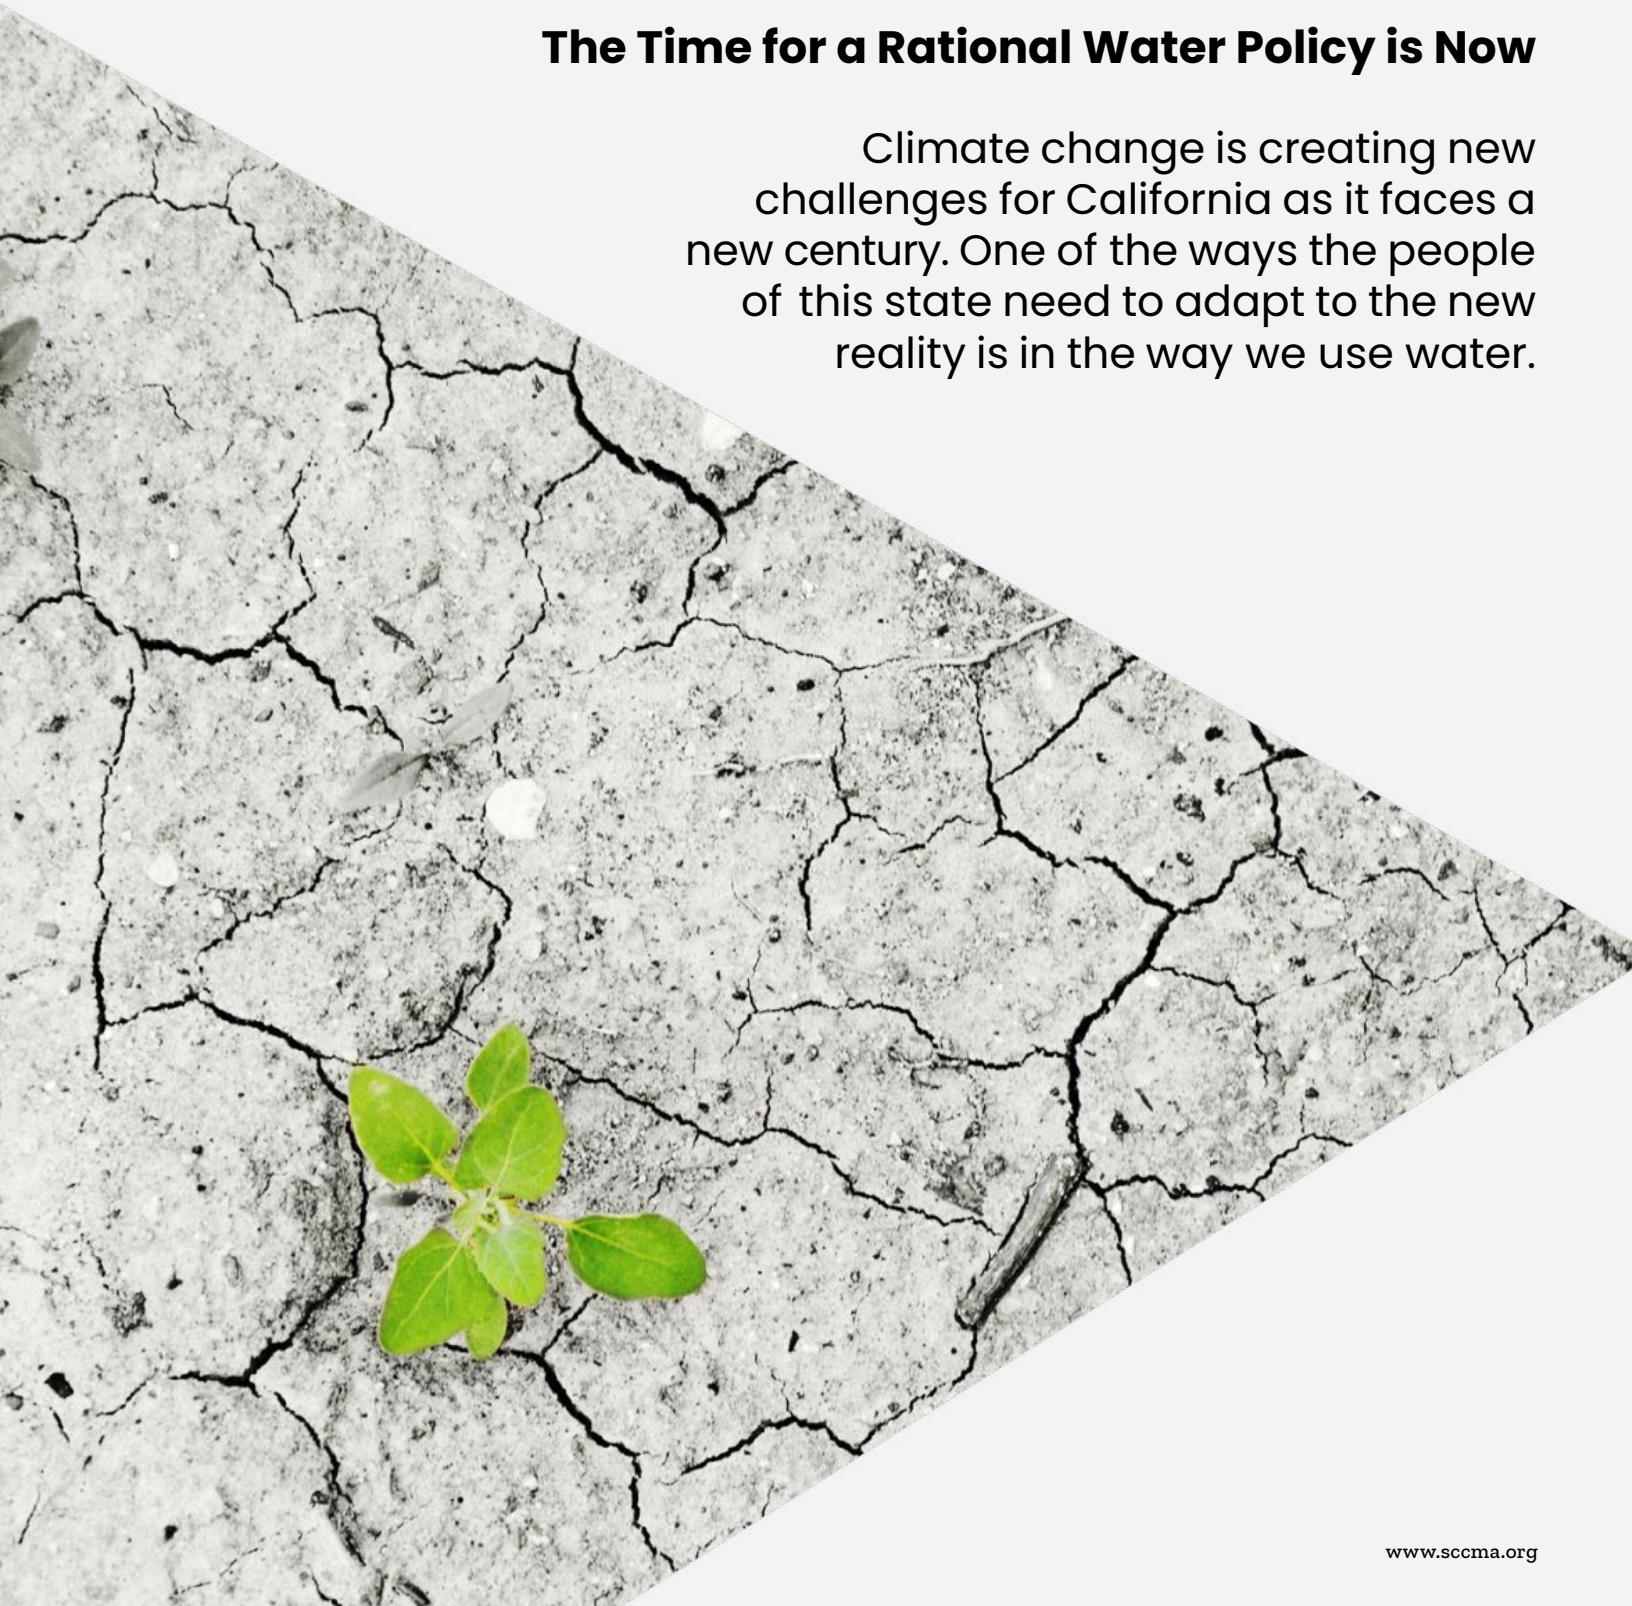 The Time for a Rational Water Policy is Now
Climate change is creating new
challenges for California as it faces a
new century. One of the ways the people
of this state need to adapt to the new
reality is in the way we use water.
www.sccma.org